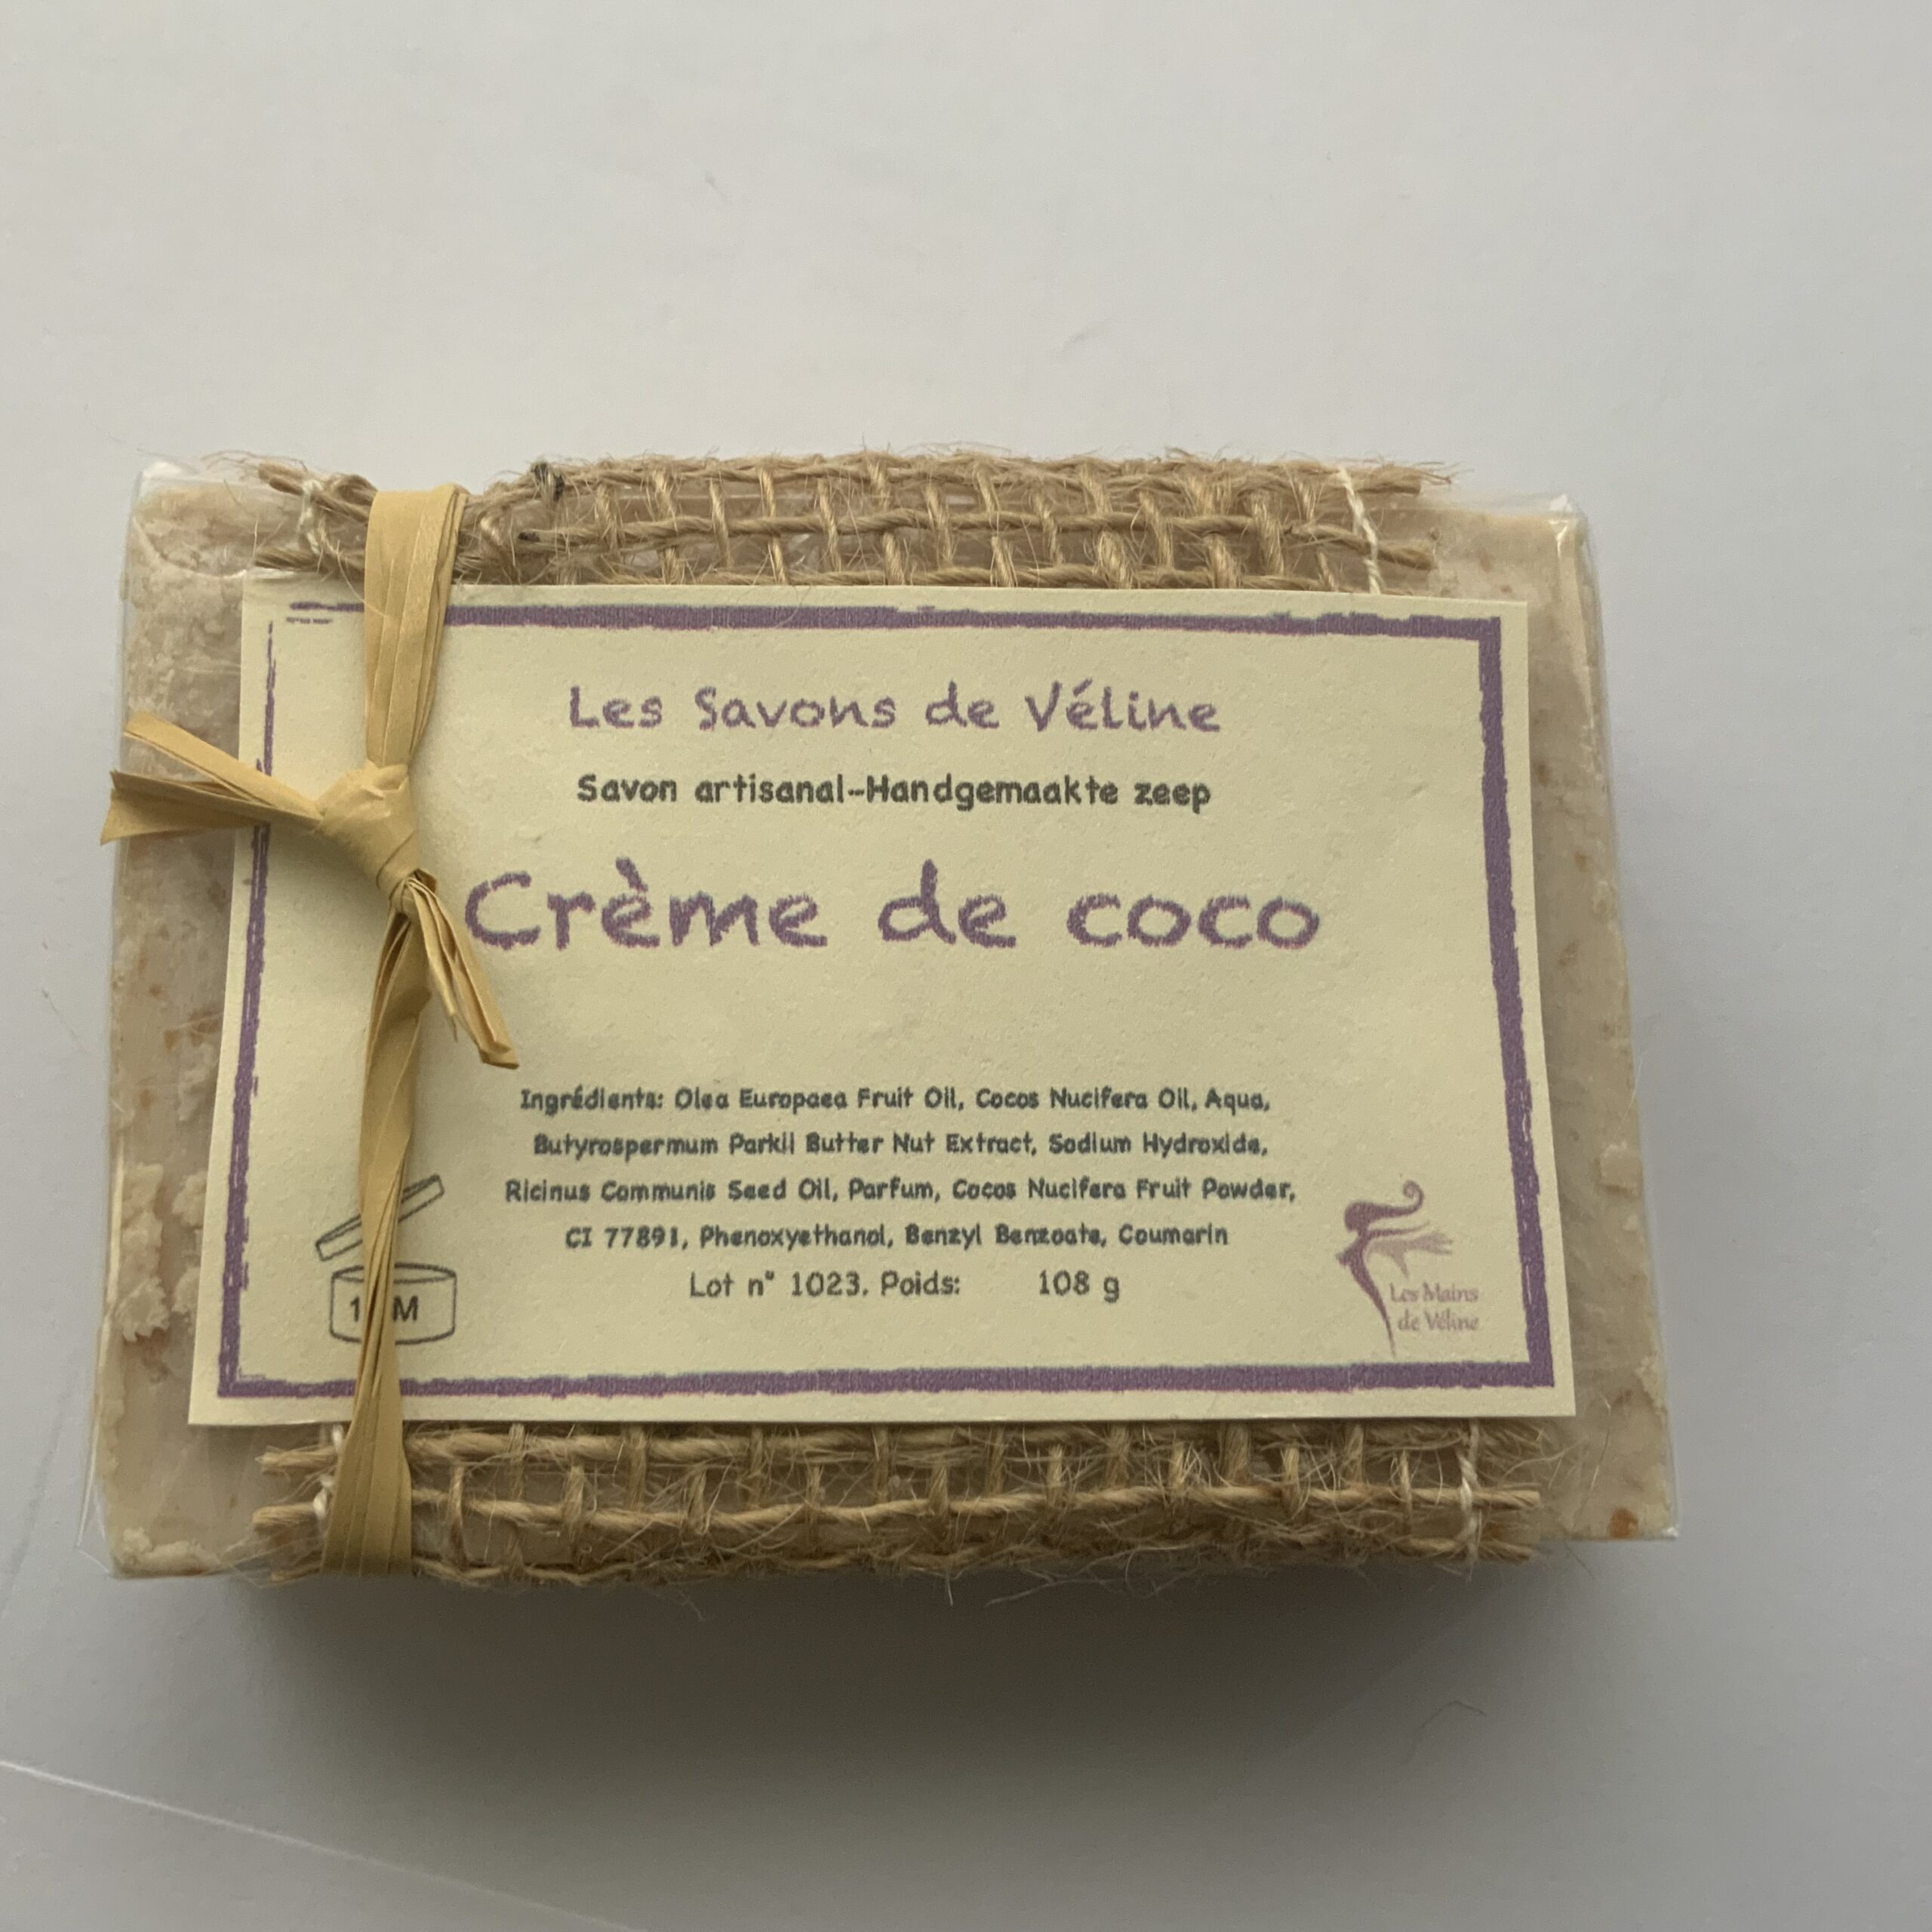 Les Savons de Véline
Savon artisanal-Handgemaakte zeep
Crème de coco
Ingrédients: Olea Europaea Fruit Oil, Cocos Nucifera Oil, Aqua,
Butyrospermum Parkii Butter Nut Extract, Sodium Hydroxide,
Ricinus Communis Seed Oil, Parfum, Cocos Nucifera Fruit Powder,
CI 77891, Phenoxyethanol, Benzyl Benzoate, Coumarin
Lot n° 1023. Poids: 108 g
Les Mains
de Véline